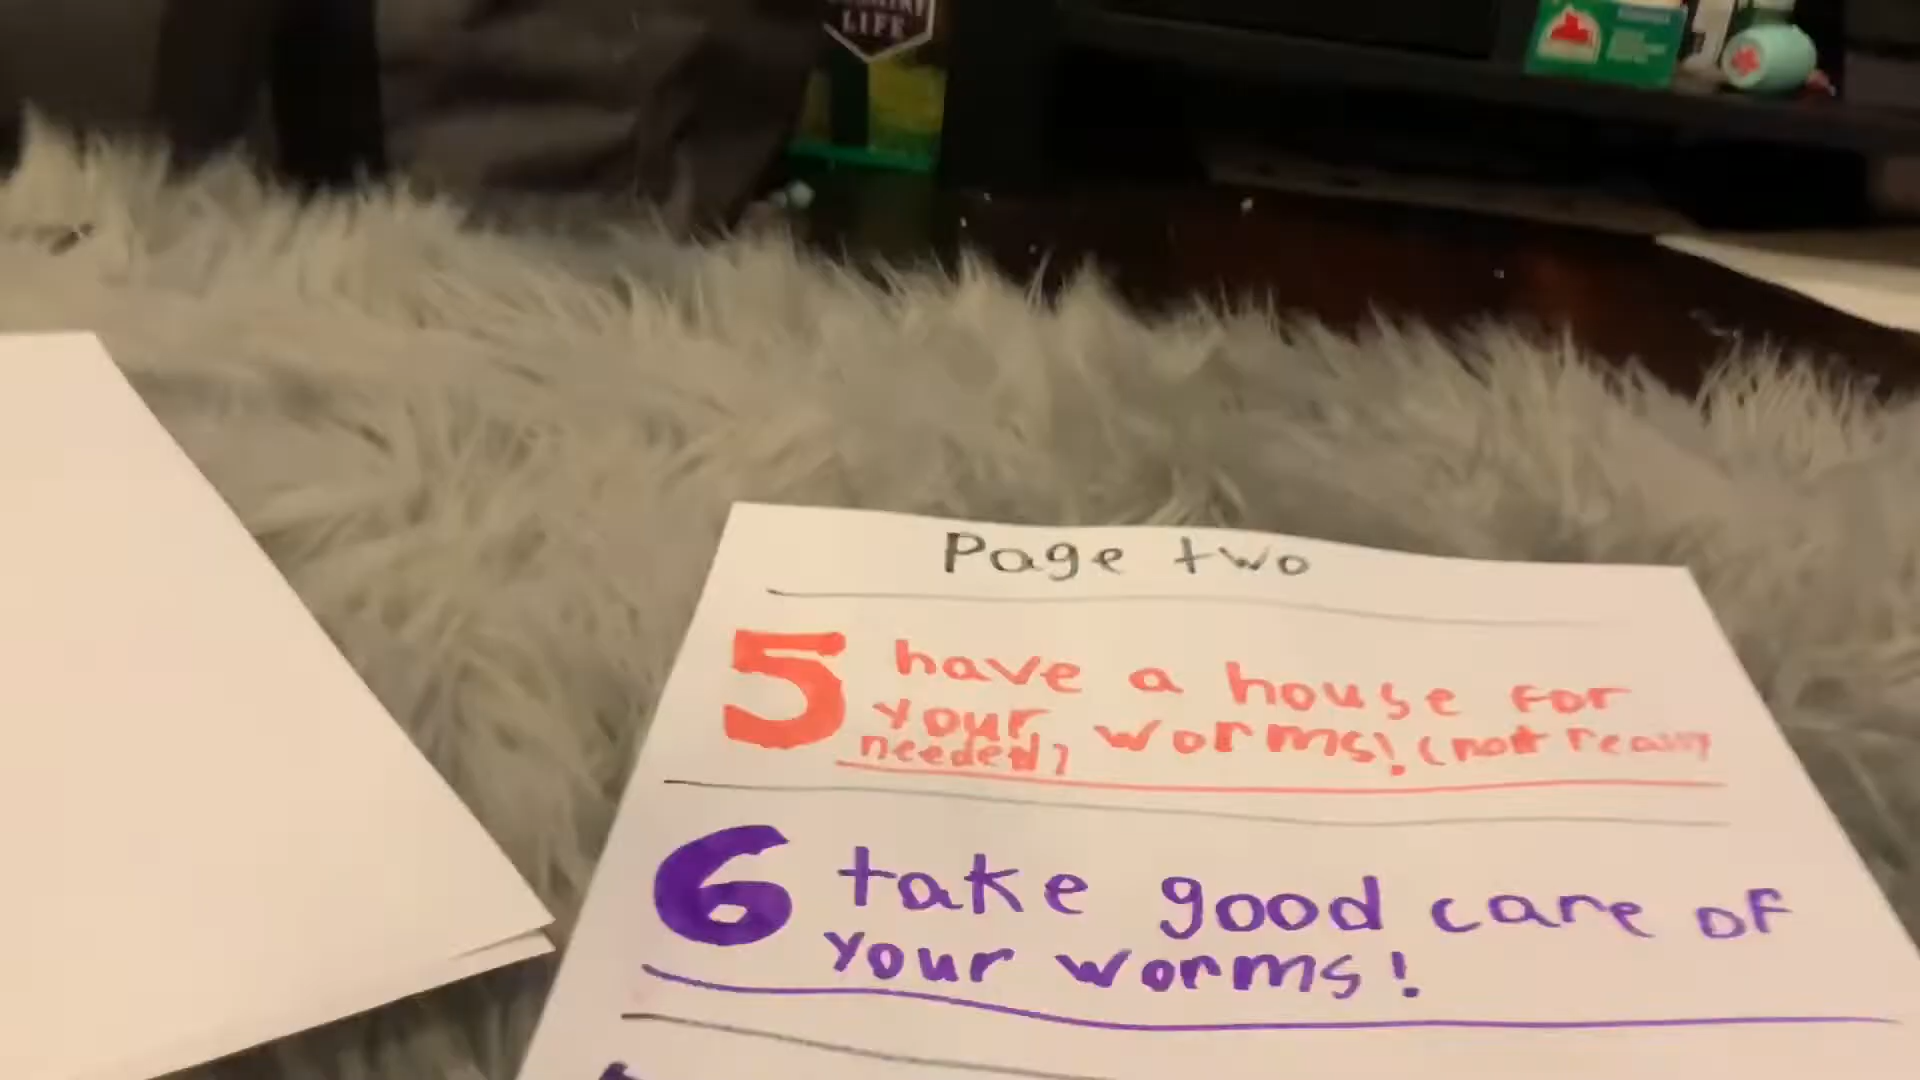 LIFE
Page two
5 have a house for
your worms! (not really
needed)
6 take good care of
your worms!